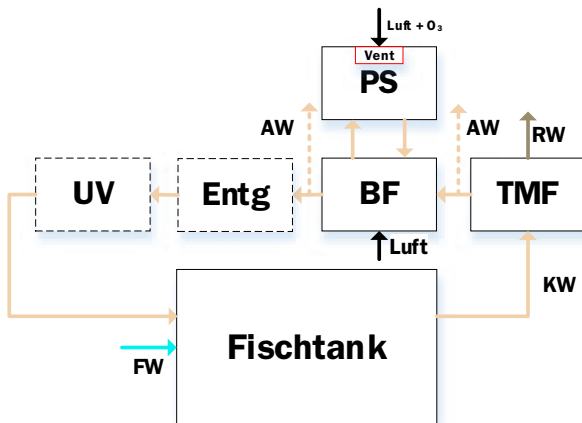 Luft + O₃
Vent
PS
AW
AW
RW
UV
Entg
BF
TMF
Luft
KW
Fischtank
FW